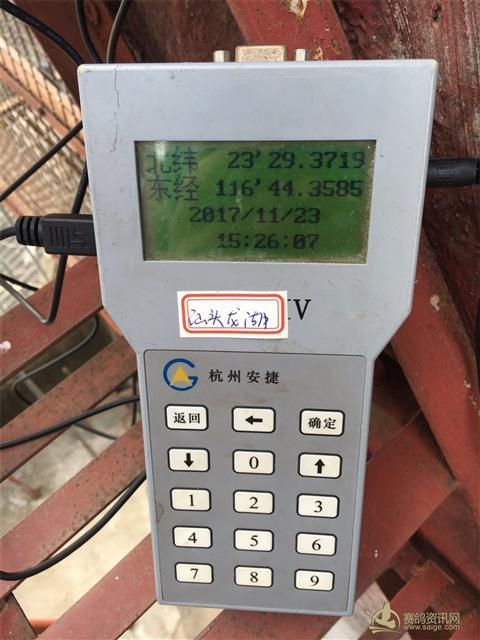 北纬 23'29.3719
东经 116'44.3585
2017/11/23
15:26:07
IV
汕头龙湖
杭州安捷
返回 ← 确定
↓ 0 ↑
1 2 3
4 5 6
7 8 9
赛鸽资讯网
www.saige.com